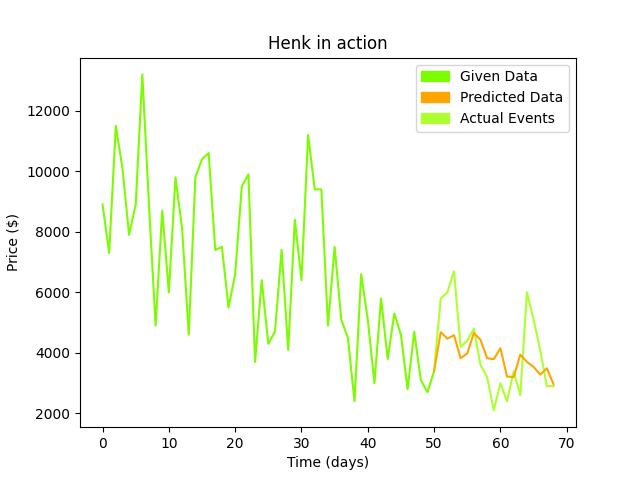 Henk in action
Given Data
Predicted Data
Actual Events
Price ($)
12000
10000
8000
6000
4000
2000
0 10 20 30 40 50 60 70
Time (days)